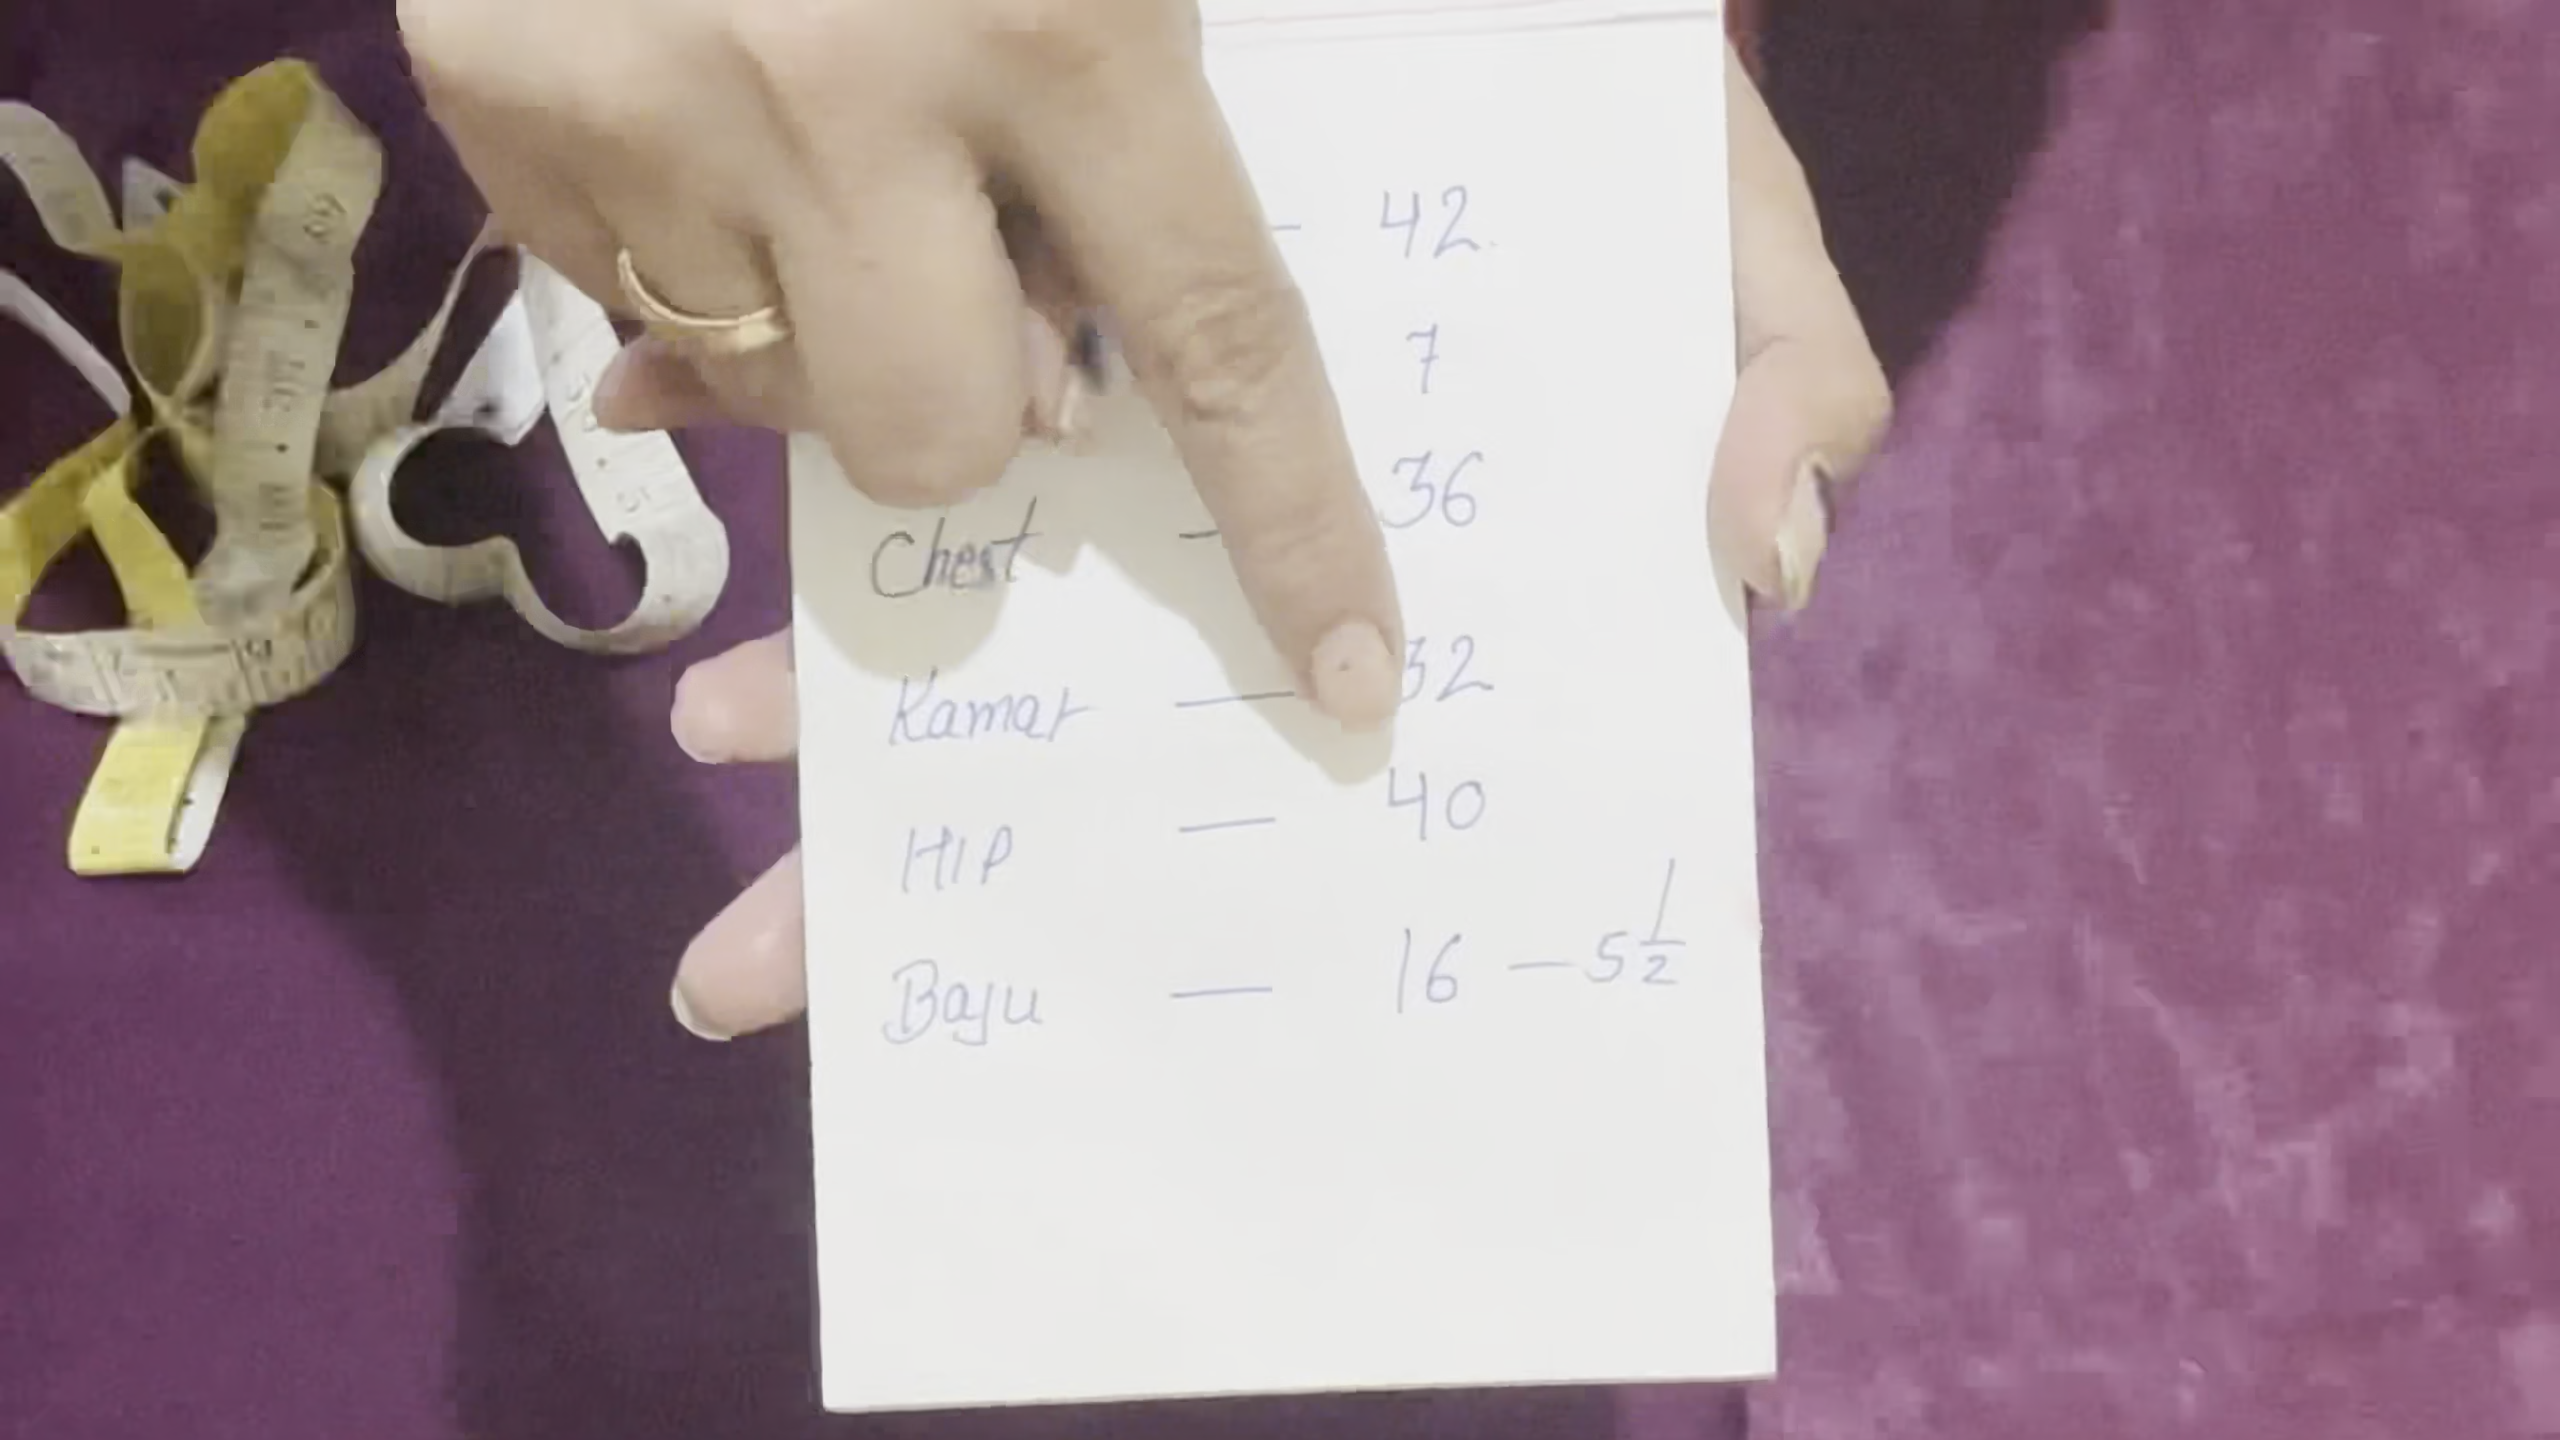 — 42
7
Chest - 36
Kamar — 32
HIP — 40
Baju — 16 — 5 1/2